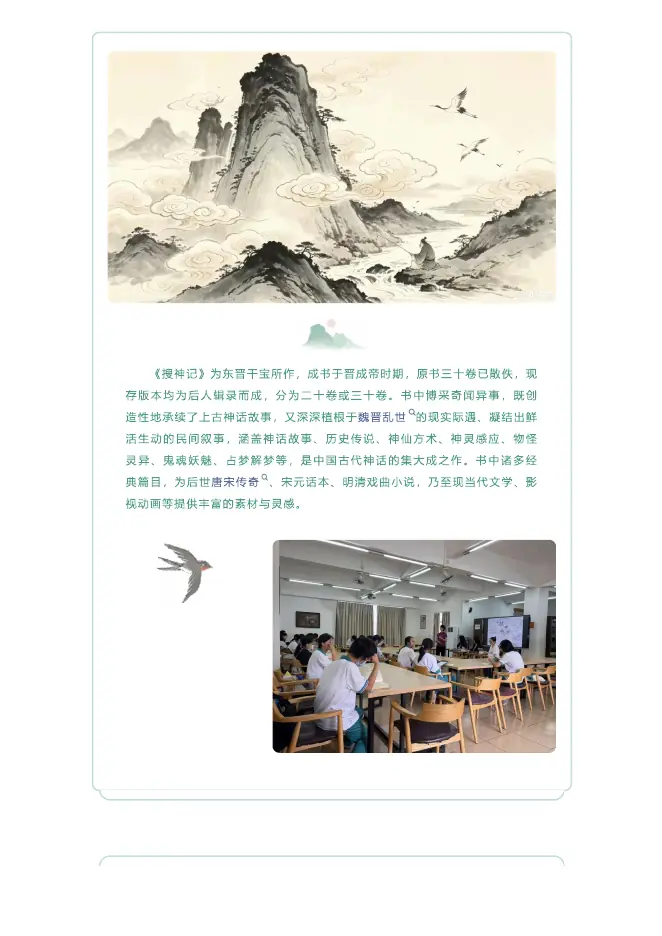 《搜神记》为东晋干宝所作，成书于晋成帝时期，原书三十卷已散佚，现
存版本均为后人辑录而成，分为二十卷或三十卷。书中博采奇闻异事，既创
造性地承续了上古神话故事，又深深植根于魏晋乱世的现实际遇、凝结出鲜
活生动的民间叙事，涵盖神话故事、历史传说、神仙方术、神灵感应、物怪
灵异、鬼魂妖魅、占梦解梦等，是中国古代神话的集大成之作。书中诸多经
典篇目，为后世唐宋传奇、宋元话本、明清戏曲小说，乃至现当代文学、影
视动画等提供丰富的素材与灵感。